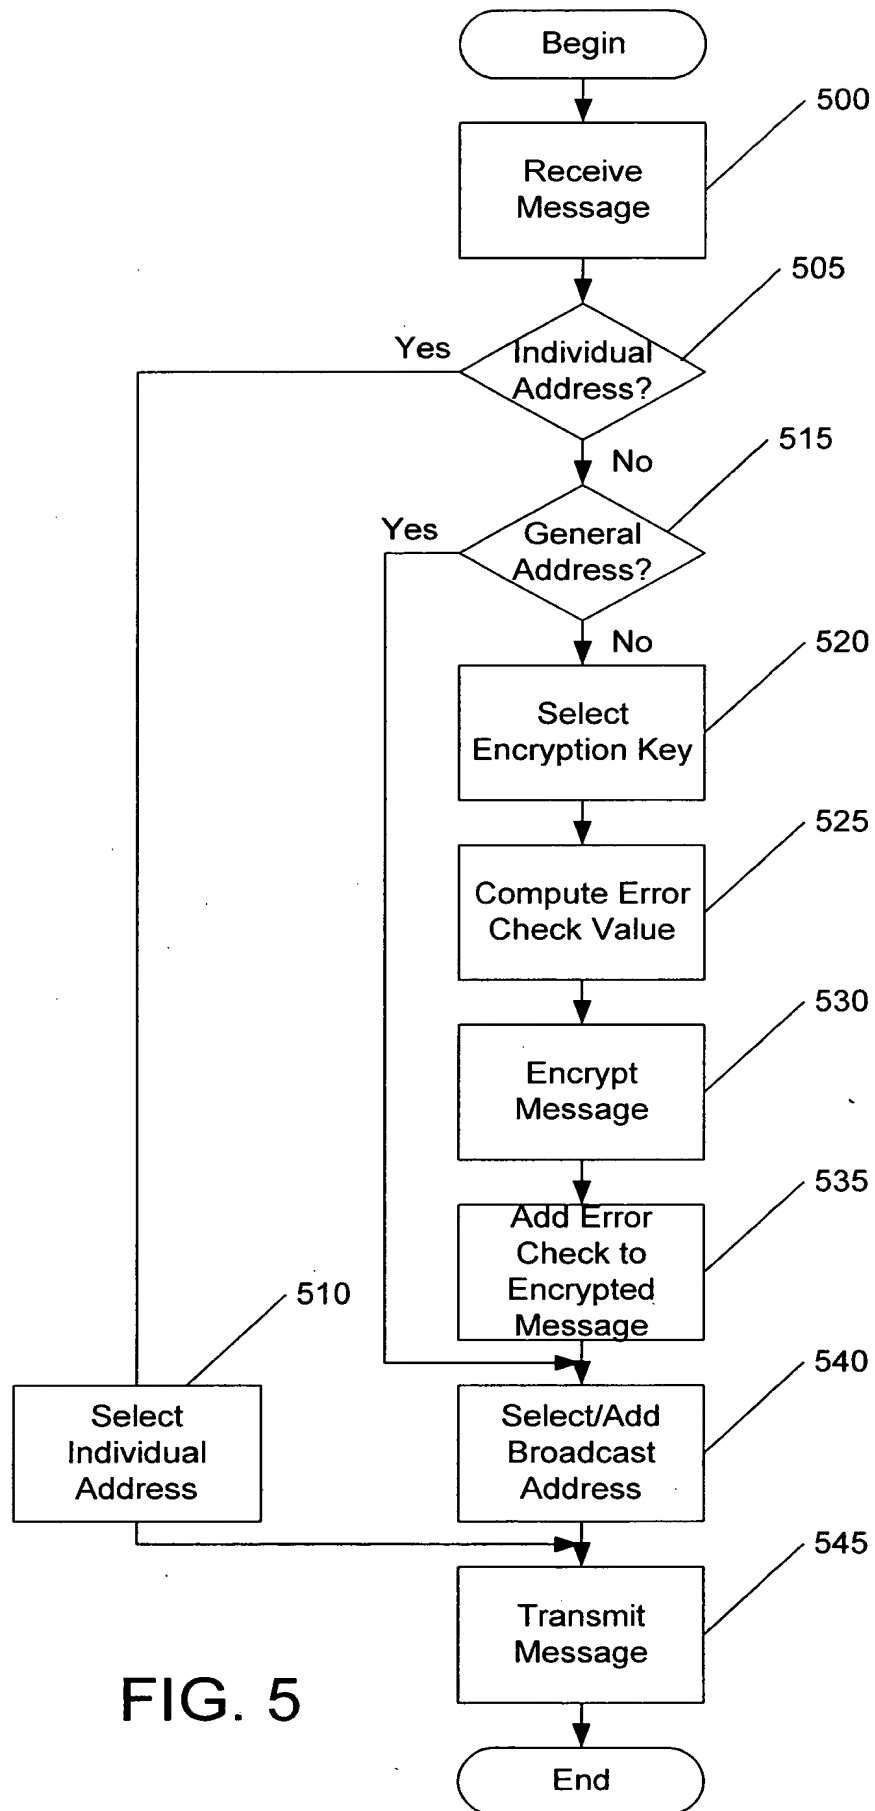 Begin
500
Receive
Message
505
Yes
Individual
Address?
No
515
Yes
General
Address?
No
520
Select
Encryption Key
525
Compute Error
Check Value
530
Encrypt
Message
535
Add Error
Check to
Encrypted
Message
510
Select
Individual
Address
540
Select/Add
Broadcast
Address
545
Transmit
Message
FIG. 5
End